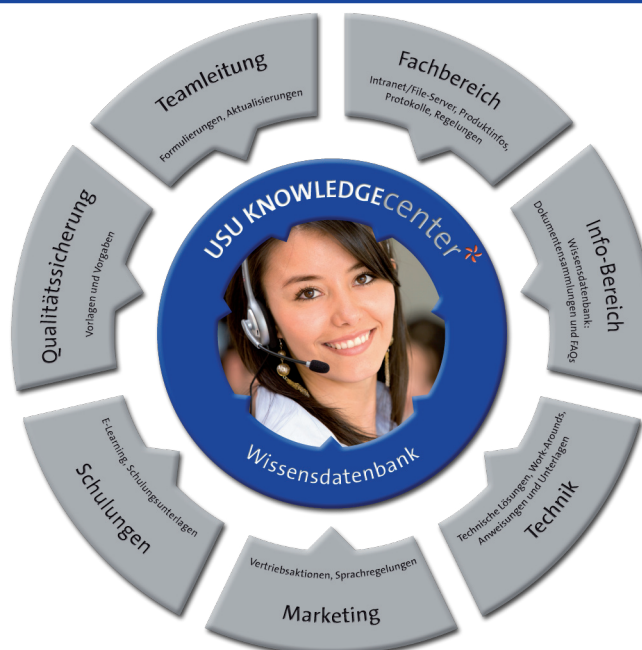 Teamleitung
Formulierungen, Aktualisierungen
Fachbereich
Intranet/File-Server, Produktinfos,
Protokolle, Regelungen
Info-Bereich
Wissensdatenbank:
Dokumentensammlungen und FAQs
Technische Lösungen, Work-Arounds,
Anweisungen und Unterlagen
Technik
Vertriebsaktionen, Sprachregelungen
Marketing
E-Learning, Schulungsunterlagen
Schulungen
Qualitätssicherung
Vorlagen und Vorgaben
USU KNOWLEDGEcenter
Wissensdatenbank